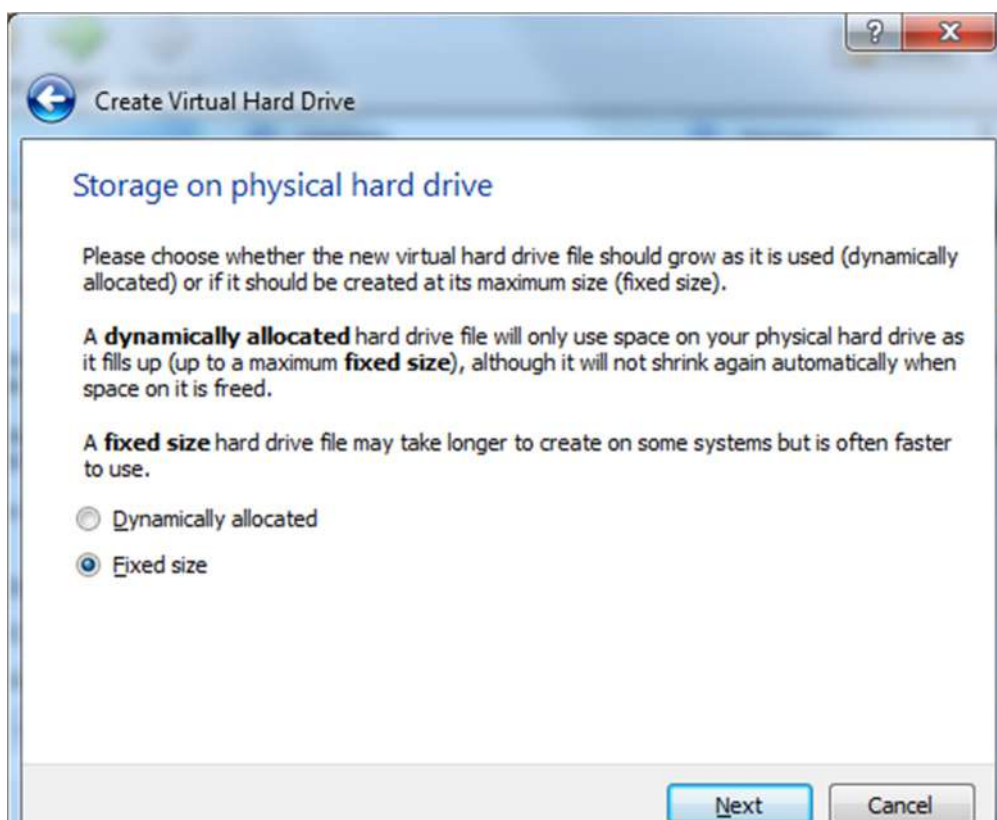 ?
Create Virtual Hard Drive
Storage on physical hard drive
Please choose whether the new virtual hard drive file should grow as it is used (dynamically
allocated) or if it should be created at its maximum size (fixed size).
A dynamically allocated hard drive file will only use space on your physical hard drive as
it fills up (up to a maximum fixed size), although it will not shrink again automatically when
space on it is freed.
A fixed size hard drive file may take longer to create on some systems but is often faster
to use.
Dynamically allocated
Fixed size
Next Cancel